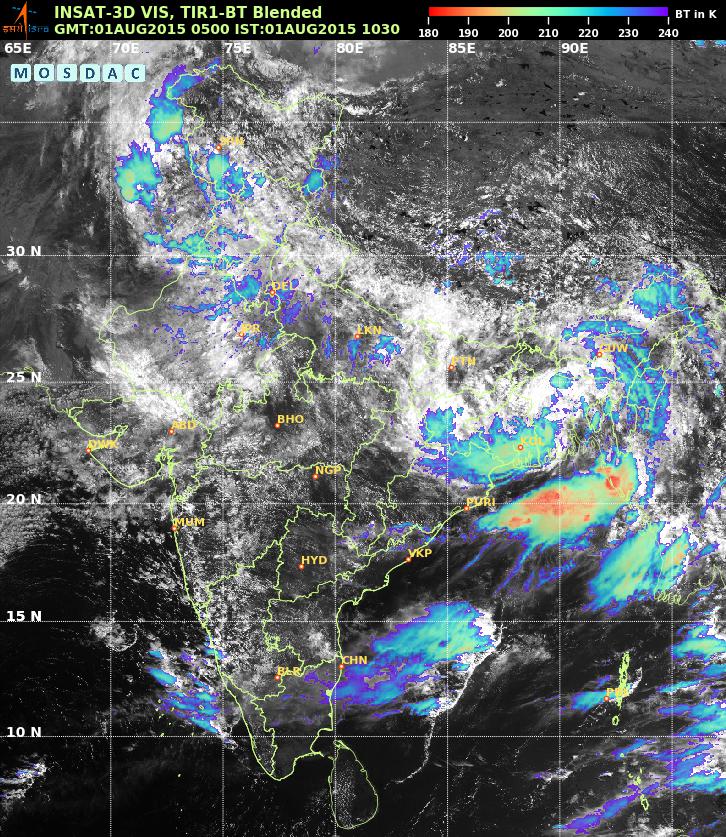 INSAT-3D VIS, TIR1-BT Blended
GMT:01AUG2015 0500 IST:01AUG2015 1030
BT in K
180 190 200 210 220 230 240
65E 70E 75E 80E 85E 90E
MOSDAC
30 N
DEL
JPR
LKN
GUW
PTN
25 N
BHO
ABD
DWK
KOL
NGP
20 N
PURI
MUM
VKP
HYD
15 N
CHN
BLR
10 N